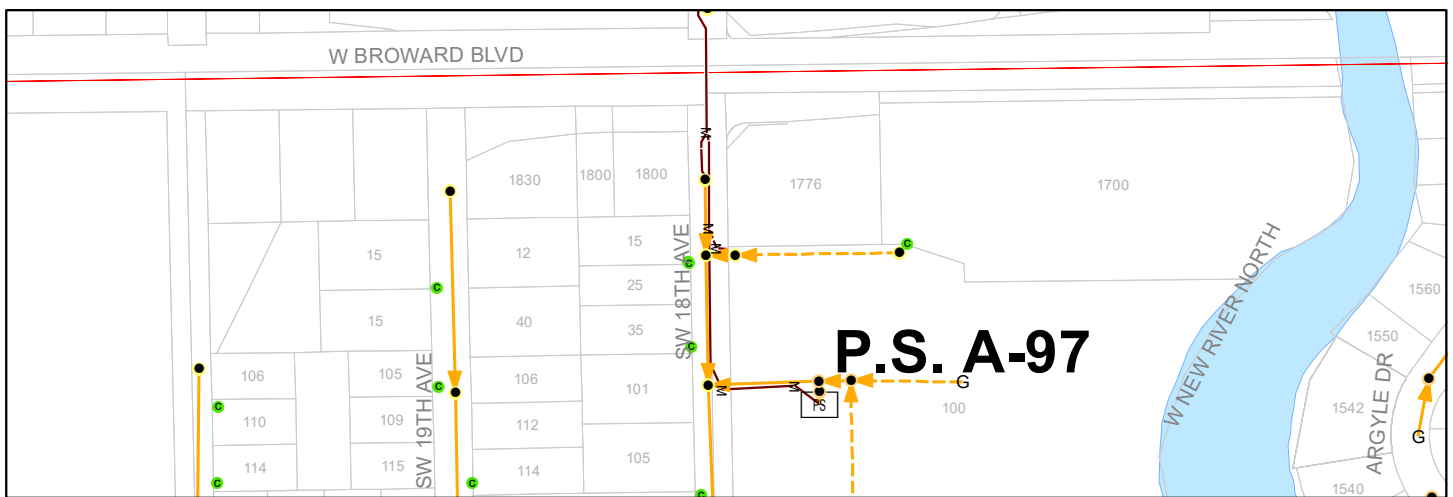 W BROWARD BLVD
M
1830
1800
1800
1776
1700
C
15
12
15
M
M
C
C
25
SW 18TH AVE
W NEW RIVER NORTH
1560
15
40
35
C
P.S. A-97
1550
SW 19TH AVE
106
105
C
106
101
M
M
G
PS
100
ARGYLE DR
1542
C
110
109
112
G
114
115
114
105
C
C
C
1540